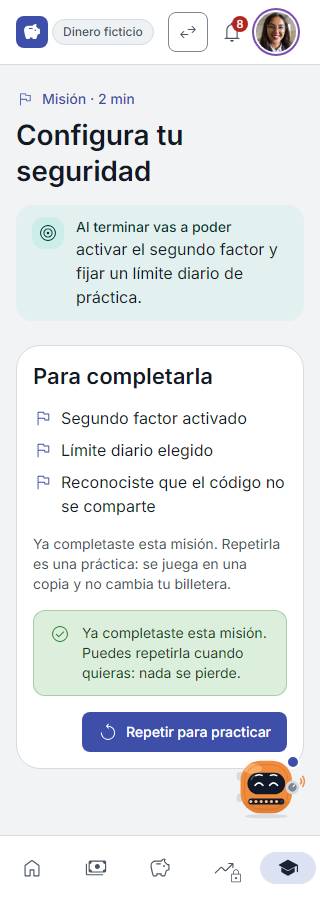 Dinero ficticio
8
Misión · 2 min
Configura tu
seguridad
Al terminar vas a poder
activar el segundo factor y
fijar un límite diario de
práctica.
Para completarla
Segundo factor activado
Límite diario elegido
Reconociste que el código no
se comparte
Ya completaste esta misión. Repetirla
es una práctica: se juega en una
copia y no cambia tu billetera.
Ya completaste esta misión.
Puedes repetirla cuando
quieras: nada se pierde.
Repetir para practicar